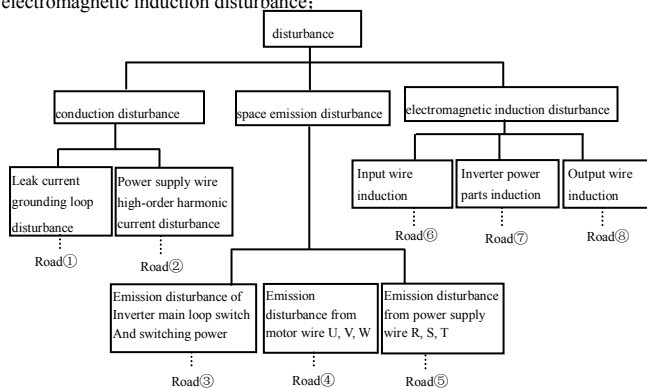 electromagnetic induction disturbance;
disturbance
conduction disturbance
space emission disturbance
electromagnetic induction disturbance
Leak current
grounding loop
disturbance
Power supply wire
high-order harmonic
current disturbance
Input wire
induction
Inverter power
parts induction
Output wire
induction
Road①
Road②
Road⑥
Road⑦
Road⑧
Emission disturbance of
Inverter main loop switch
And switching power
Emission
disturbance from
motor wire U, V, W
Emission disturbance
from power supply
wire R, S, T
Road③
Road④
Road⑤